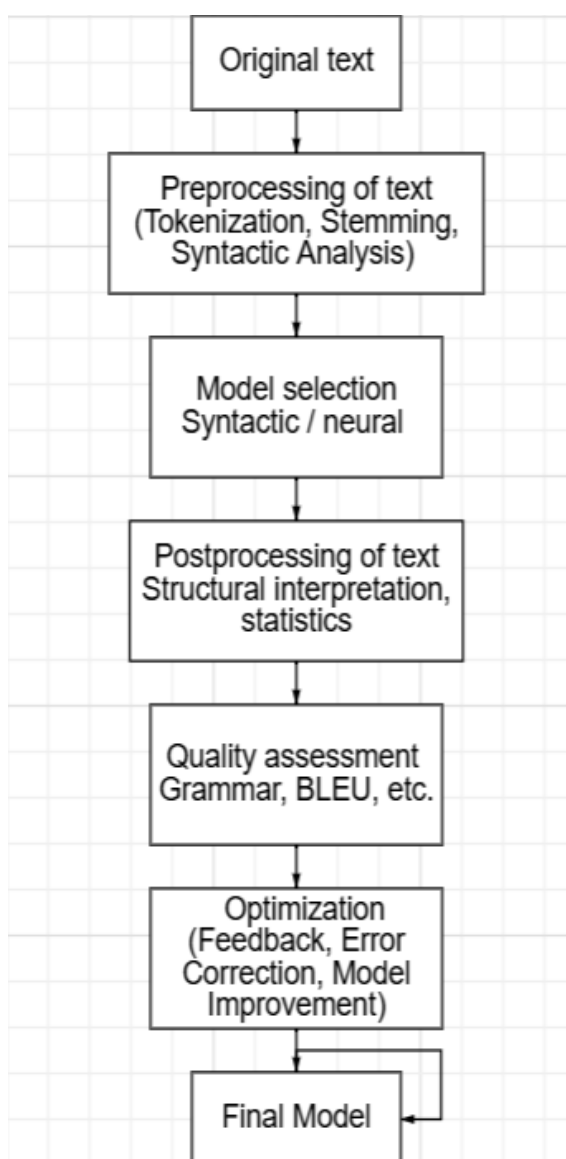 Original text
Preprocessing of text
(Tokenization, Stemming,
Syntactic Analysis)
Model selection
Syntactic / neural
Postprocessing of text
Structural interpretation,
statistics
Quality assessment
Grammar, BLEU, etc.
Optimization
(Feedback, Error
Correction, Model
Improvement)
Final Model